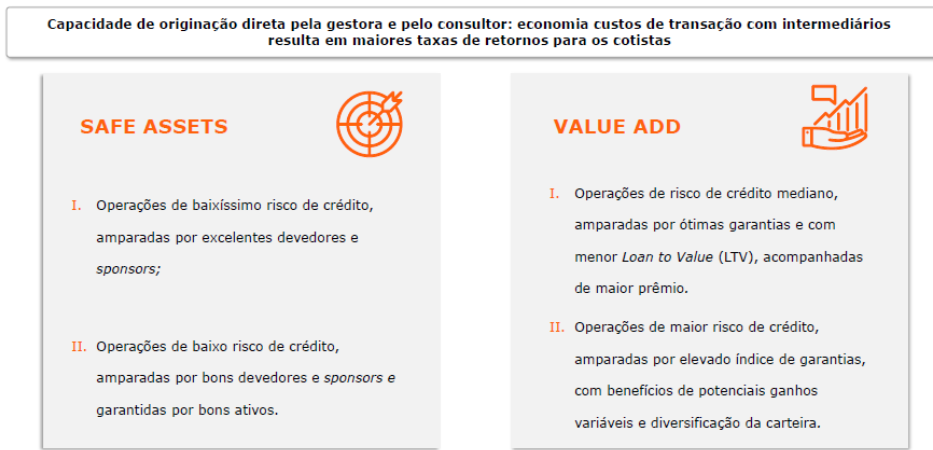 Capacidade de originação direta pela gestora e pelo consultor: economia custos de transação com intermediários
resulta em maiores taxas de retornos para os cotistas
SAFE ASSETS
I. Operações de baixíssimo risco de crédito,
amparadas por excelentes devedores e
sponsors;
II. Operações de baixo risco de crédito,
amparadas por bons devedores e sponsors e
garantidas por bons ativos.
VALUE ADD
I. Operações de risco de crédito mediano,
amparadas por ótimas garantias e com
menor Loan to Value (LTV), acompanhadas
de maior prêmio.
II. Operações de maior risco de crédito,
amparadas por elevado índice de garantias,
com benefícios de potenciais ganhos
variáveis e diversificação da carteira.